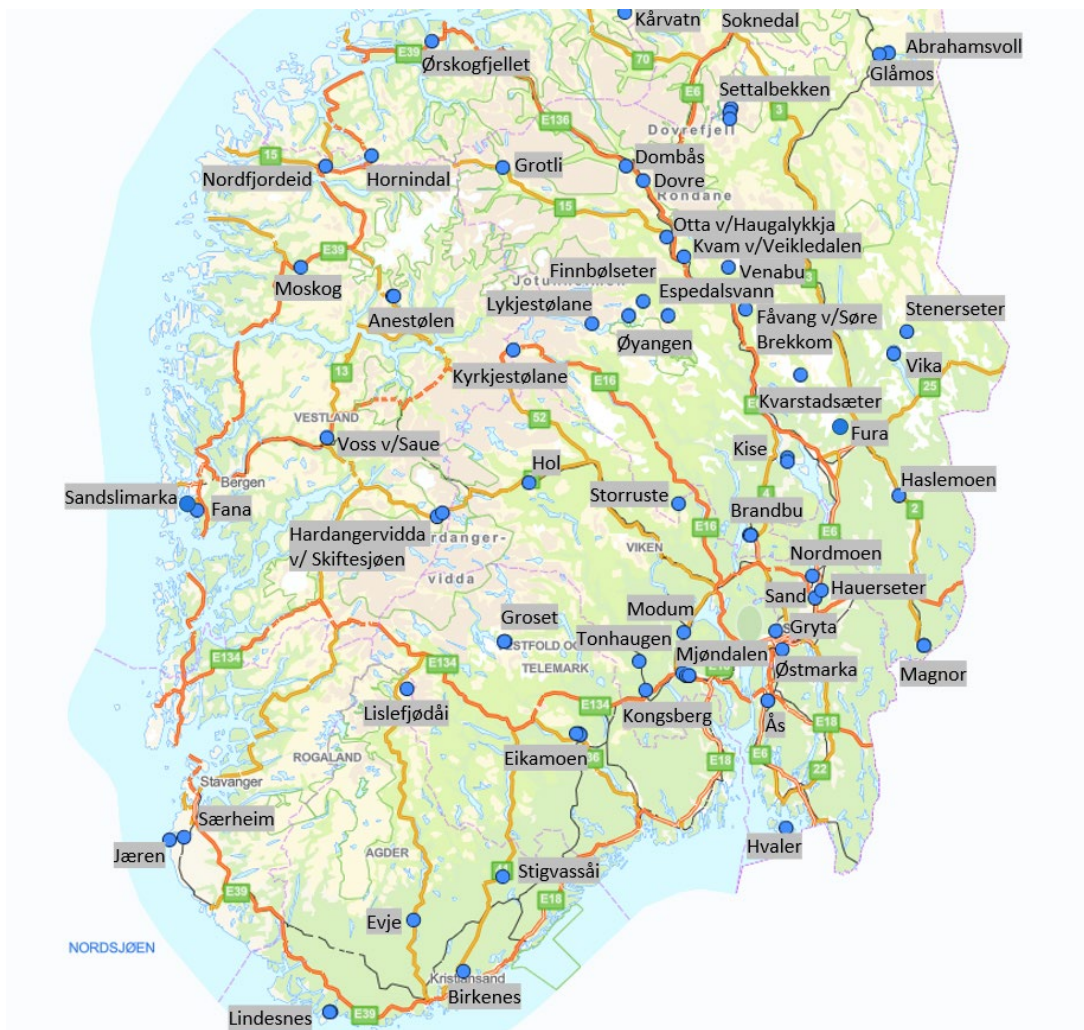 Kårvatn
Soknedal
Abrahamsvoll
Glåmos
E39
Ørskogfjellet
70
E6
Settalbekken
3
E136
Dovrefjell
15
Nordfjordeid
Hornindal
Grotli
Dombås
Dovre
Rondane
15
Otta v/Haugalykkja
Kvam v/Veikledalen
E39
Moskog
Finnbølseter
Venabu
3
Espedalsvann
Anestølen
Lykjestølane
Øyangen
Fåvang v/Søre
Brekkom
Stenerseter
Vika
13
Kyrkjestølane
E16
Kvarstadsæter
25
VESTLAND
52
Fura
Voss v/Saue
Kise
Hol
Bergen
Sandslimarka
Fana
Storruste
4
Haslemoen
2
Brandbu
E16
E6
Hardangervidda
v/ Skiftesjøen
VIKEN
vidda
Nordmoen
Hauerseter
Sand
Groset
Modum
Gryta
Tonhaugen
TELEMARK
Mjøndalen
Østmarka
Magnor
E134
E134
Lislefjødåi
Kongsberg
Ås
E134
E18
Eikamoen
36
E6
E18
22
ROGALAND
Stavanger
Særheim
Jæren
Hvaler
AGDER
Stigvassåi
E39
E18
Evje
NORDSJØEN
Kristiansand
Birkenes
Lindesnes
E39